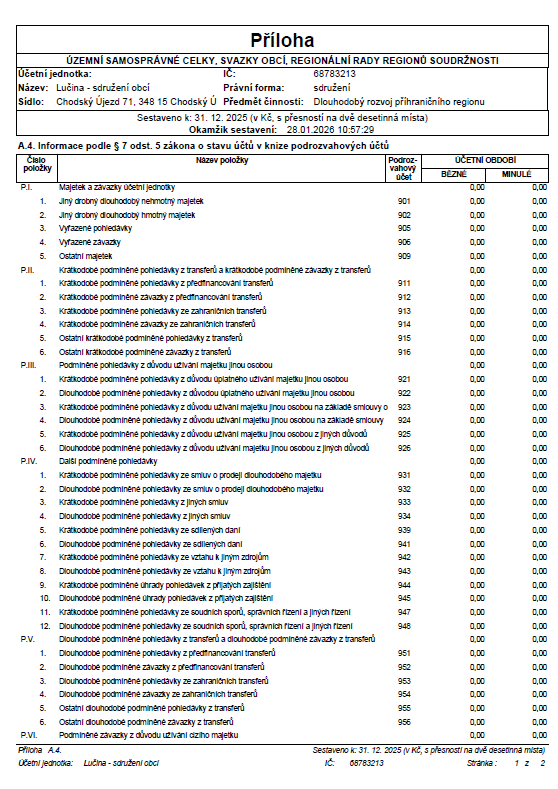 Příloha
ÚZEMNÍ SAMOSPRÁVNÉ CELKY, SVAZKY OBCÍ, REGIONÁLNÍ RADY REGIONŮ SOUDRŽNOSTI
Účetní jednotka: IČ: 68783213
Název: Lučina - sdružení obcí Právní forma: sdružení
Sídlo: Chodský Újezd 71, 348 15 Chodský Ú Předmět činnosti: Dlouhodobý rozvoj příhraničního regionu
Sestaveno k: 31. 12. 2025 (v Kč, s přesností na dvě desetinná místa)
Okamžik sestavení: 28.01.2026 10:57:29
A.4. Informace podle § 7 odst. 5 zákona o stavu účtů v knize podrozvahových účtů
Číslo položky Název položky Podroz-vahový účet ÚČETNÍ OBDOBÍ
BĚŽNÉ MINULÉ
P.I. Majetek a závazky účetní jednotky 0,00 0,00
1. Jiný drobný dlouhodobý nehmotný majetek 901 0,00 0,00
2. Jiný drobný dlouhodobý hmotný majetek 902 0,00 0,00
3. Vyřazené pohledávky 905 0,00 0,00
4. Vyřazené závazky 906 0,00 0,00
5. Ostatní majetek 909 0,00 0,00
P.II. Krátkodobé podmíněné pohledávky z transferů a krátkodobé podmíněné závazky z transferů 0,00 0,00
1. Krátkodobé podmíněné pohledávky z předfinancování transferů 911 0,00 0,00
2. Krátkodobé podmíněné závazky z předfinancování transferů 912 0,00 0,00
3. Krátkodobé podmíněné pohledávky ze zahraničních transferů 913 0,00 0,00
4. Krátkodobé podmíněné závazky ze zahraničních transferů 914 0,00 0,00
5. Ostatní krátkodobé podmíněné pohledávky z transferů 915 0,00 0,00
6. Ostatní krátkodobé podmíněné závazky z transferů 916 0,00 0,00
P.III. Podmíněné pohledávky z důvodu užívání majetku jinou osobou 0,00 0,00
1. Krátkodobé podmíněné pohledávky z důvodu úplatného užívání majetku jinou osobou 921 0,00 0,00
2. Dlouhodobé podmíněné pohledávky z důvodou úplatného užívání majetku jinou osobou 922 0,00 0,00
3. Krátkodobé podmíněné pohledávky z důvodu užívání majetku jinou osobou na základě smlouvy o 923 0,00 0,00
4. Dlouhodobé podmíněné pohledávky z důvodu užívání majetku jinou osobou na základě smlouvy 924 0,00 0,00
5. Krátkodobé podmíněné pohledávky z důvodu užívání majetku jinou osobou z jiných důvodů 925 0,00 0,00
6. Dlouhodobé podmíněné pohledávky z důvodu užívání majetku jinou osobou z jiných důvodů 926 0,00 0,00
P.IV. Další podmíněné pohledávky 0,00 0,00
1. Krátkodobé podmíněné pohledávky ze smluv o prodeji dlouhodobého majetku 931 0,00 0,00
2. Dlouhodobé podmíněné pohledávky ze smluv o prodeji dlouhodobého majetku 932 0,00 0,00
3. Krátkodobé podmíněné pohledávky z jiných smluv 933 0,00 0,00
4. Dlouhodobé podmíněné pohledávky z jiných smluv 934 0,00 0,00
5. Krátkodobé podmíněné pohledávky ze sdílených daní 939 0,00 0,00
6. Dlouhodobé podmíněné pohledávky ze sdílených daní 941 0,00 0,00
7. Krátkodobé podmíněné pohledávky ze vztahu k jiným zdrojům 942 0,00 0,00
8. Dlouhodobé podmíněné pohledávky ze vztahu k jiným zdrojům 943 0,00 0,00
9. Krátkodobé podmíněné úhrady pohledávek z přijatých zajištění 944 0,00 0,00
10. Dlouhodobé podmíněné úhrady pohledávek z přijatých zajištění 945 0,00 0,00
11. Krátkodobé podmíněné pohledávky ze soudních sporů, správních řízení a jiných řízení 947 0,00 0,00
12. Dlouhodobé podmíněné pohledávky ze soudních sporů, správních řízení a jiných řízení 948 0,00 0,00
P.V. Dlouhodobé podmíněné pohledávky z transferů a dlouhodobé podmíněné závazky z transferů 0,00 0,00
1. Dlouhodobé podmíněné pohledávky z předfinancování transferů 951 0,00 0,00
2. Dlouhodobé podmíněné závazky z předfinancování transferů 952 0,00 0,00
3. Dlouhodobé podmíněné pohledávky ze zahraničních transferů 953 0,00 0,00
4. Dlouhodobé podmíněné závazky ze zahraničních transferů 954 0,00 0,00
5. Ostatní dlouhodobé podmíněné pohledávky z transferů 955 0,00 0,00
6. Ostatní dlouhodobé podmíněné závazky z transferů 956 0,00 0,00
P.VI. Podmíněné závazky z důvodu užívání cizího majetku 0,00 0,00
Příloha A.4. Sestaveno k: 31. 12. 2025 (v Kč, s přesností na dvě desetinná místa)
Účetní jednotka: Lučina - sdružení obcí IČ: 68783213 Stránka : 1 z 2